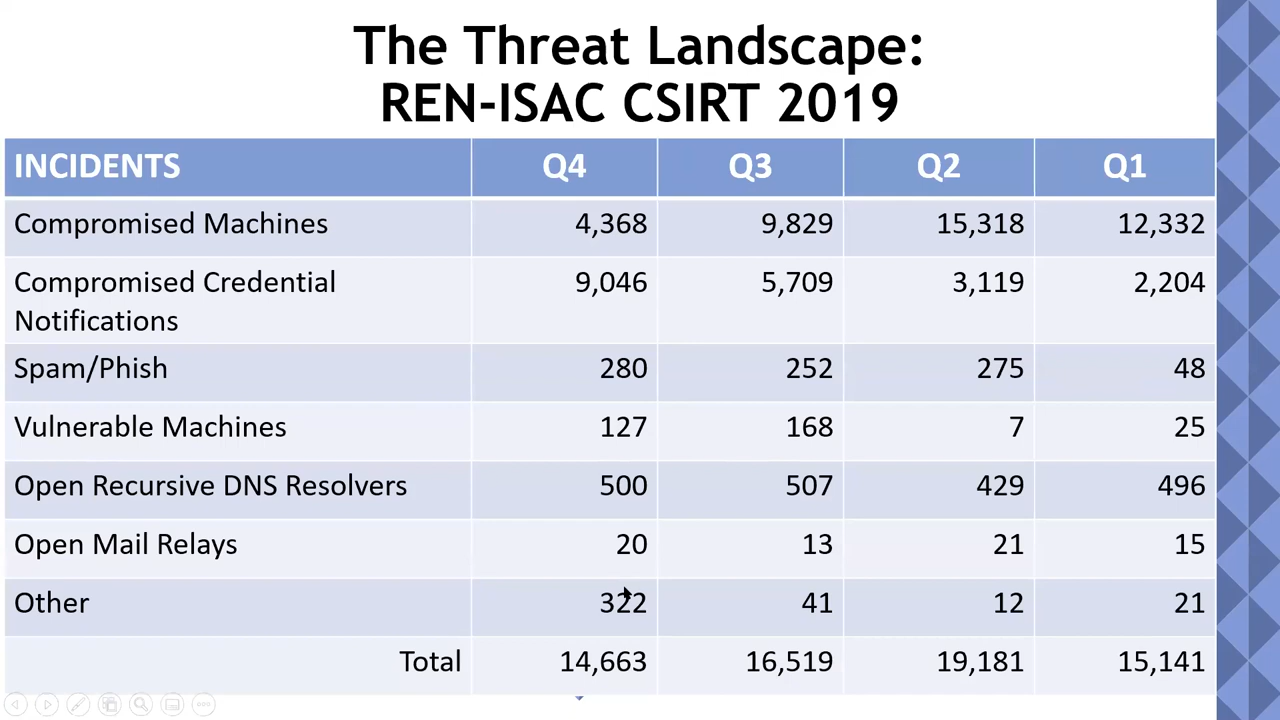 The Threat Landscape:
REN-ISAC CSIRT 2019
INCIDENTS Q4 Q3 Q2 Q1
Compromised Machines 4,368 9,829 15,318 12,332
Compromised Credential 9,046 5,709 3,119 2,204
Notifications
Spam/Phish 280 252 275 48
Vulnerable Machines 127 168 7 25
Open Recursive DNS Resolvers 500 507 429 496
Open Mail Relays 20 13 21 15
Other 322 41 12 21
Total 14,663 16,519 19,181 15,141